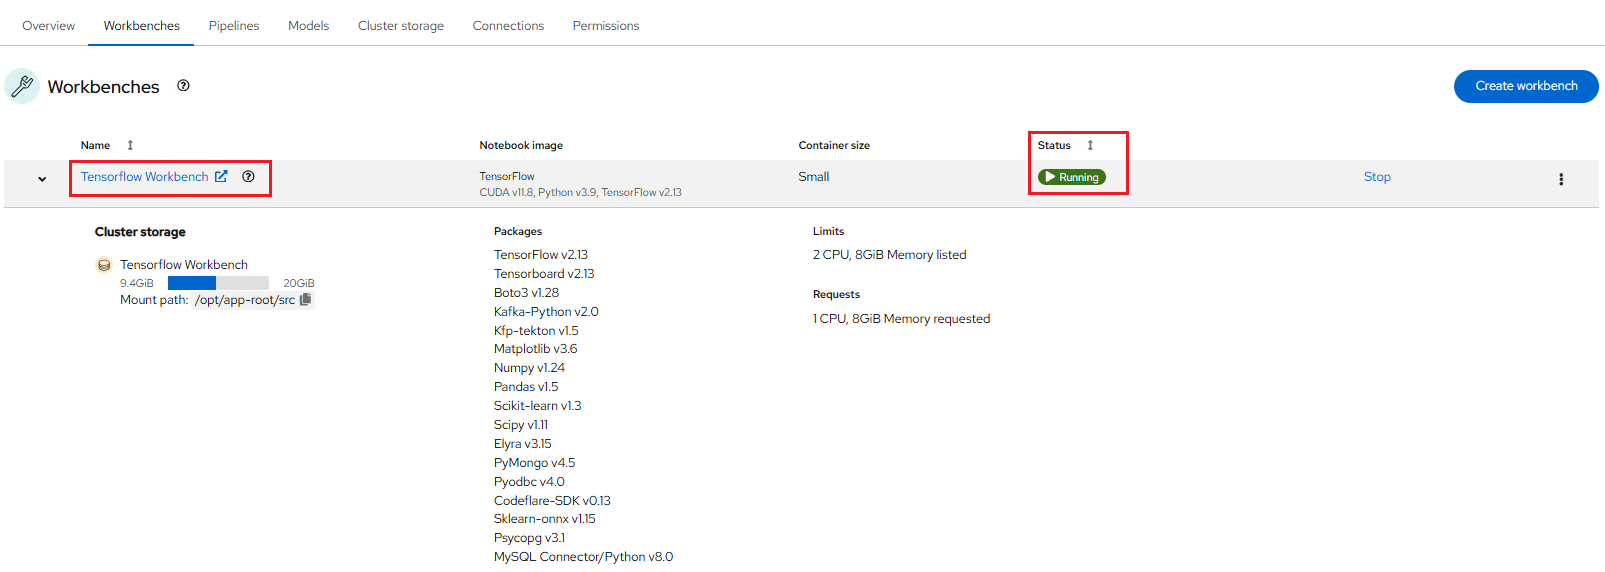 Overview Workbenches Pipelines Models Cluster storage Connections Permissions
Workbenches
Create workbench
Name Notebook image Container size Status
Tensorflow Workbench TensorFlow Small Running Stop
CUDA v11.8, Python v3.9, TensorFlow v2.13
Cluster storage
Tensorflow Workbench
9.4GiB 20GiB
Mount path: /opt/app-root/src
Packages
TensorFlow v2.13
Tensorboard v2.13
Boto3 v1.28
Kafka-Python v2.0
Kfp-tekton v1.5
Matplotlib v3.6
Numpy v1.24
Pandas v1.5
Scikit-learn v1.3
Scipy v1.11
Elyra v3.15
PyMongo v4.5
Pyodbc v4.0
Codeflare-SDK v0.13
Sklearn-onnx v1.15
Psycopg v3.1
MySQL Connector/Python v8.0
Limits
2 CPU, 8GiB Memory listed
Requests
1 CPU, 8GiB Memory requested